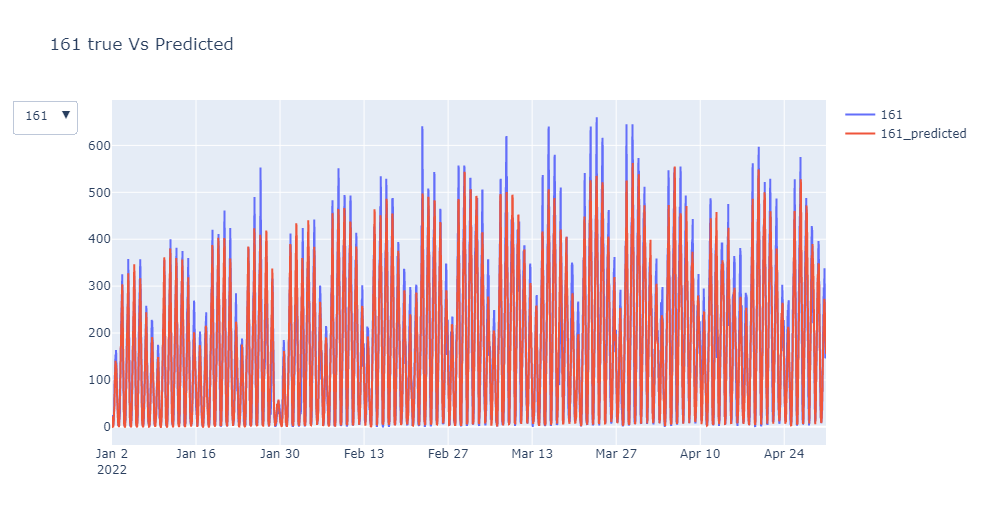 161 true Vs Predicted
161 ▼
161
161_predicted
600
500
400
300
200
100
0
Jan 2
2022
Jan 16
Jan 30
Feb 13
Feb 27
Mar 13
Mar 27
Apr 10
Apr 24